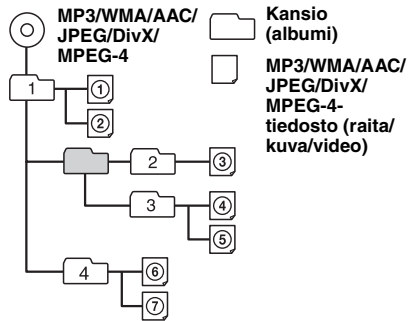 MP3/WMA/AAC/
JPEG/DivX/
MPEG-4
Kansio
(albumi)
MP3/WMA/AAC/
JPEG/DivX/
MPEG-4-
tiedosto (raita/
kuva/video)
1
①
②
2
③
3
④
⑤
4
⑥
⑦